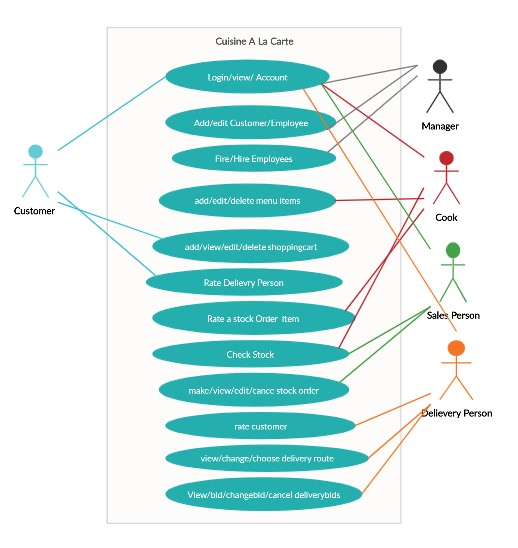 Cuisine A La Carte
Login/view/ Account
Add/edit Customer/Employee
Manager
Fire/Hire Employees
Cook
add/edit/delete menu items
Customer
add/view/edit/delete shoppingcart
Rate Delievry Person
Sales Person
Rate a stock Order item
Check Stock
make/view/edit/cance stock order
Dellevery Person
rate customer
view/change/choose delivery route
View/bid/changebid/cancel deliverybids